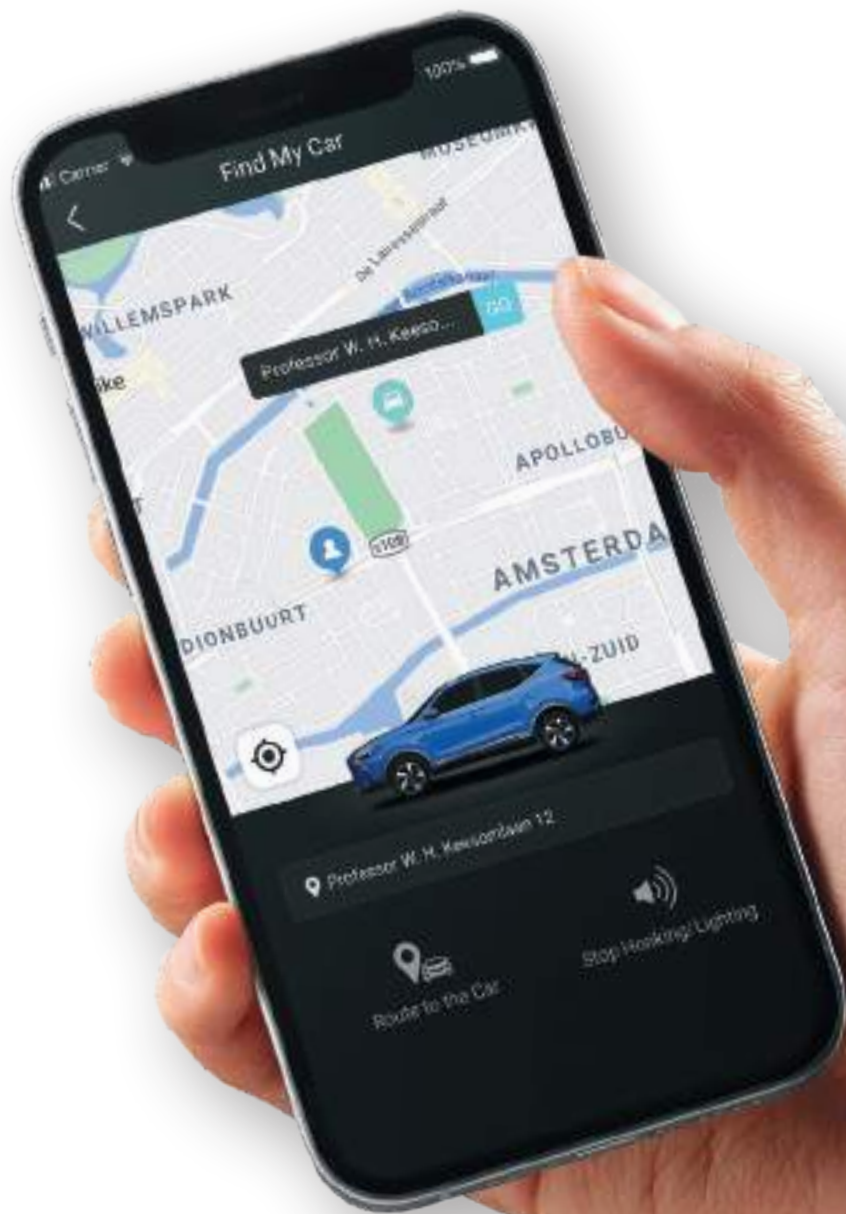 Carrier
100%
Find My Car
MUSEUMK
De Lairessestraat
WILLEMSPARK
GO
Professor W. H. Keeso...
ike
APOLLOBU
s108
AMSTERDA
DIONBUURT
-ZUID
Professor W. H. Keesomlaan 12
Route to the Car
Stop Honking/ Lighting